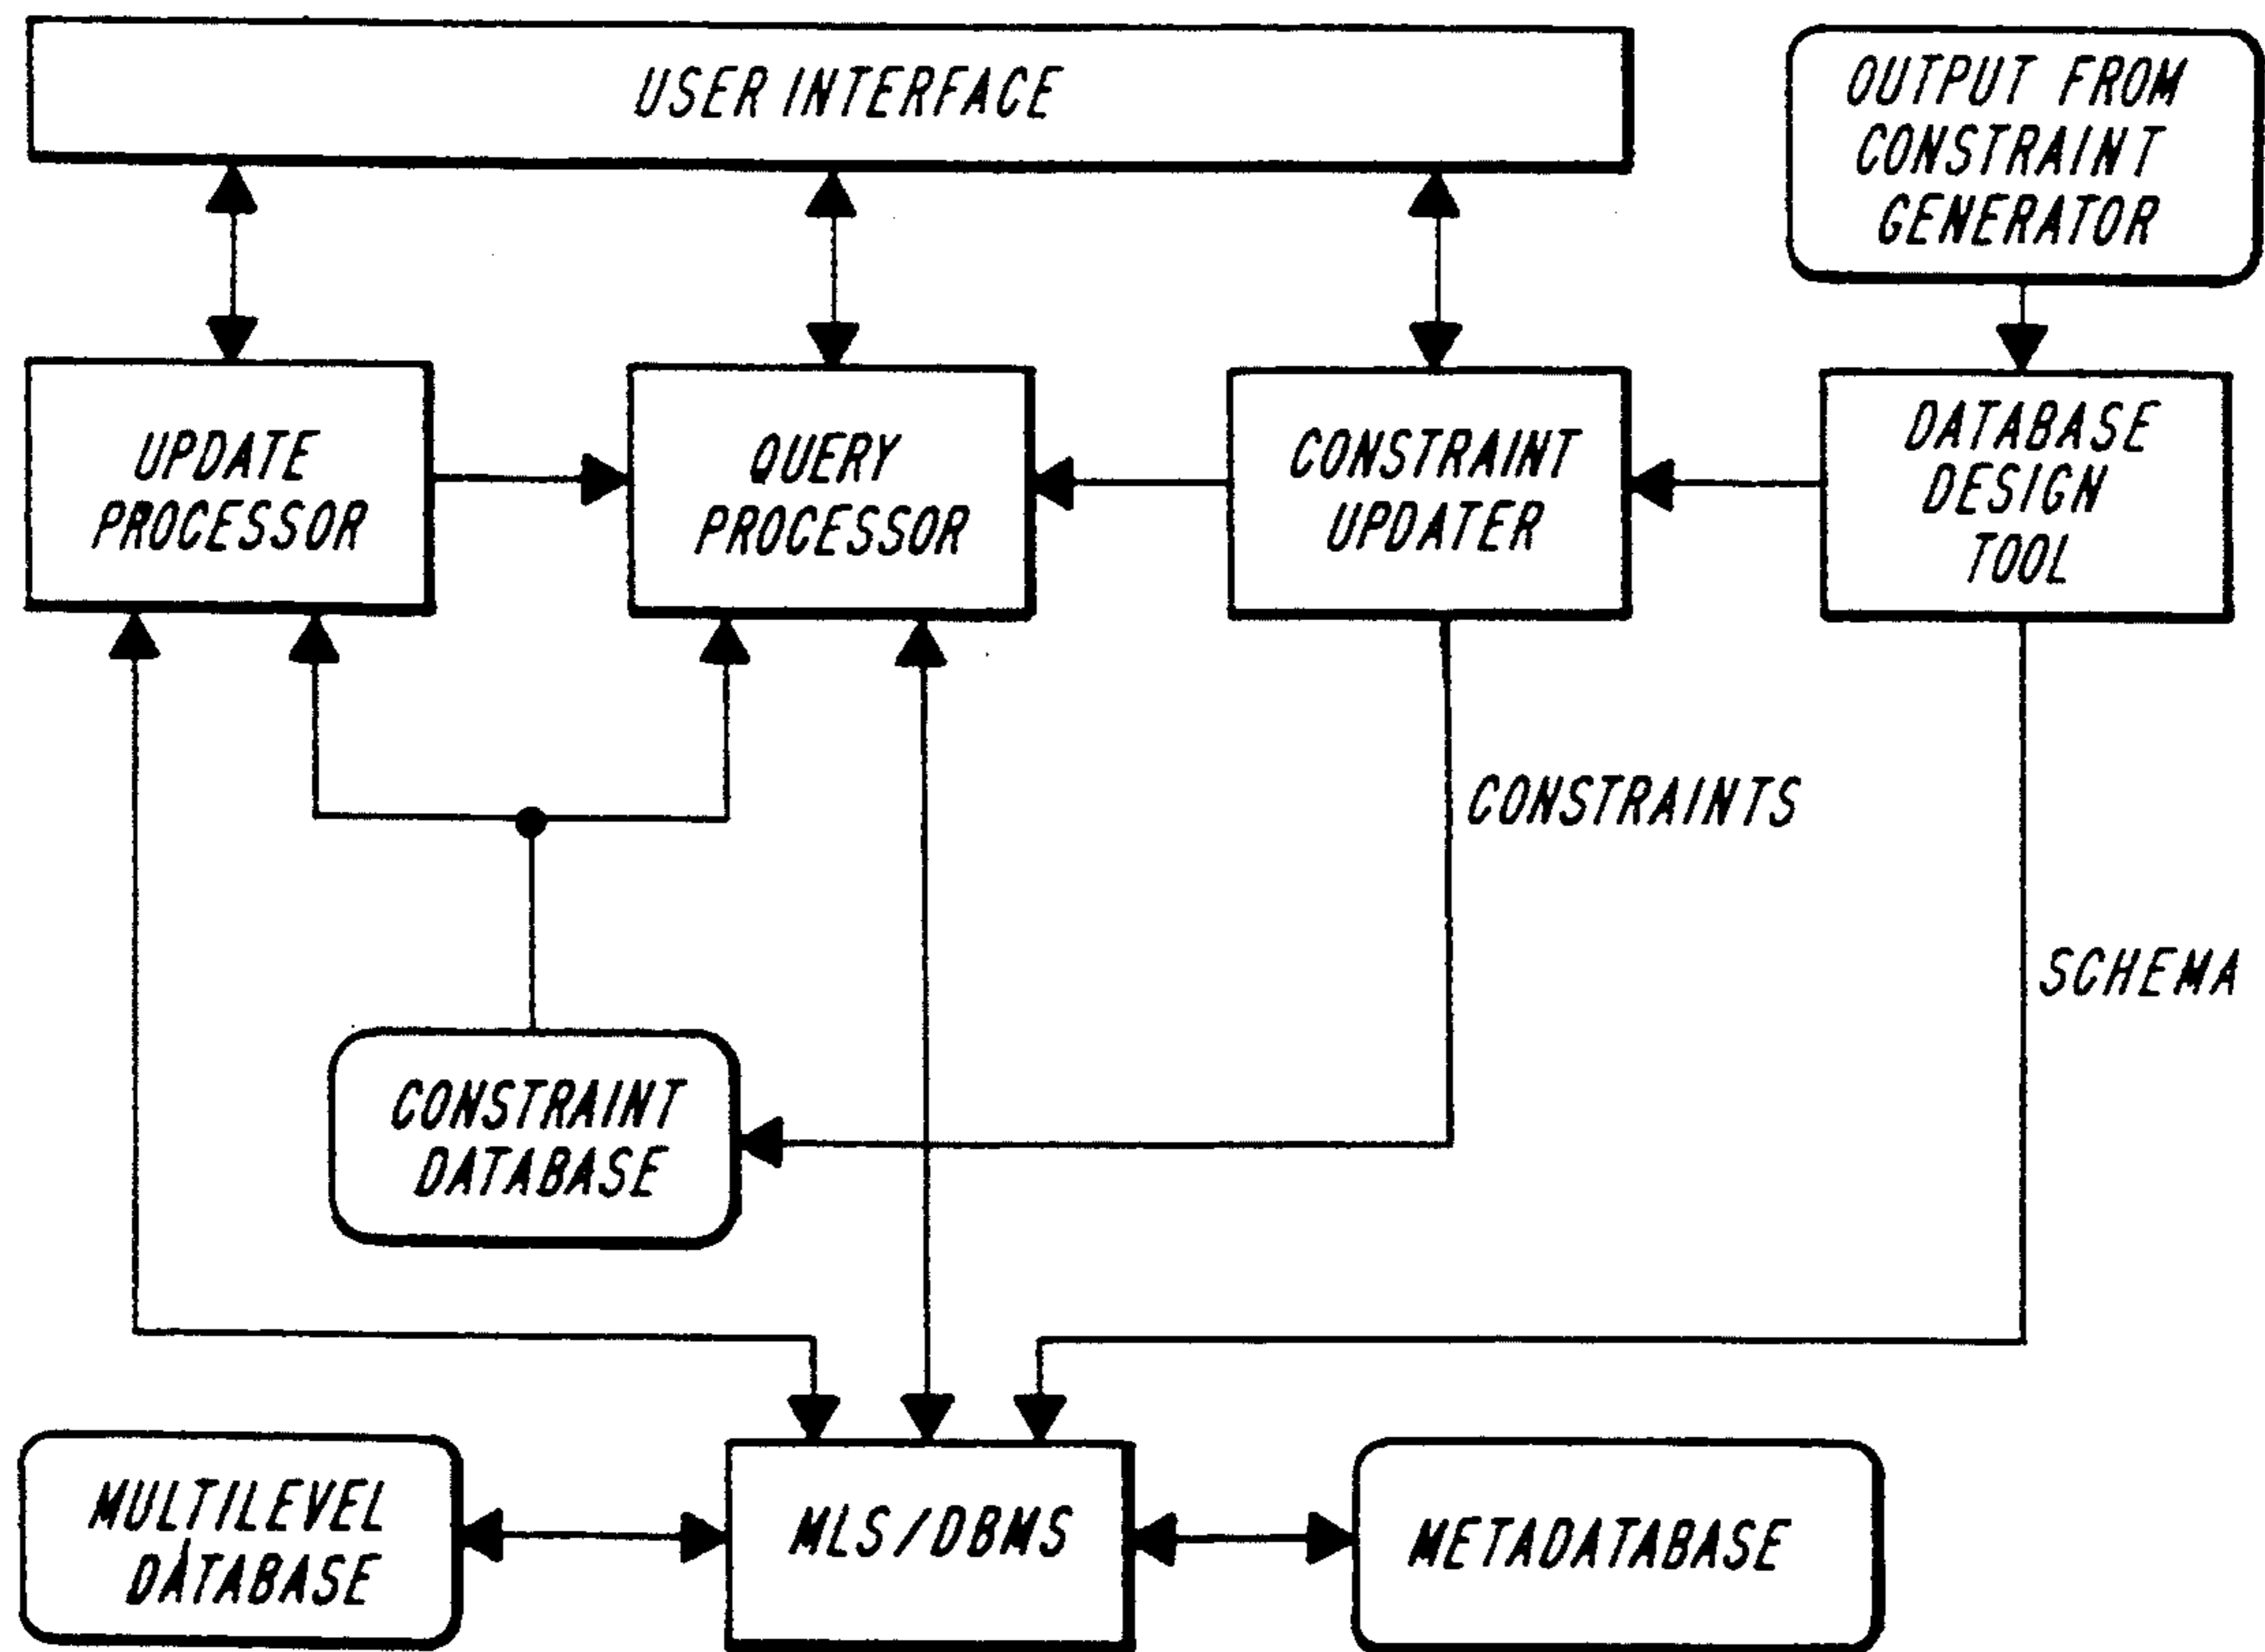 USER INTERFACE
OUTPUT FROM
CONSTRAINT
GENERATOR
UPDATE
PROCESSOR
QUERY
PROCESSOR
CONSTRAINT
UPDATER
DATABASE
DESIGN
TOOL
CONSTRAINTS
SCHEMA
CONSTRAINT
DATABASE
MULTILEVEL
DATABASE
MLS/DBMS
METADATABASE